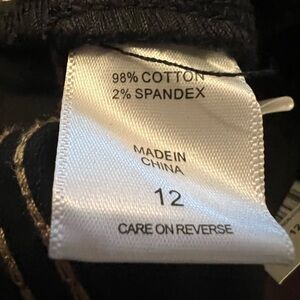 98% COTTON
2% SPANDEX
MADE IN
CHINA
12
CARE ON REVERSE